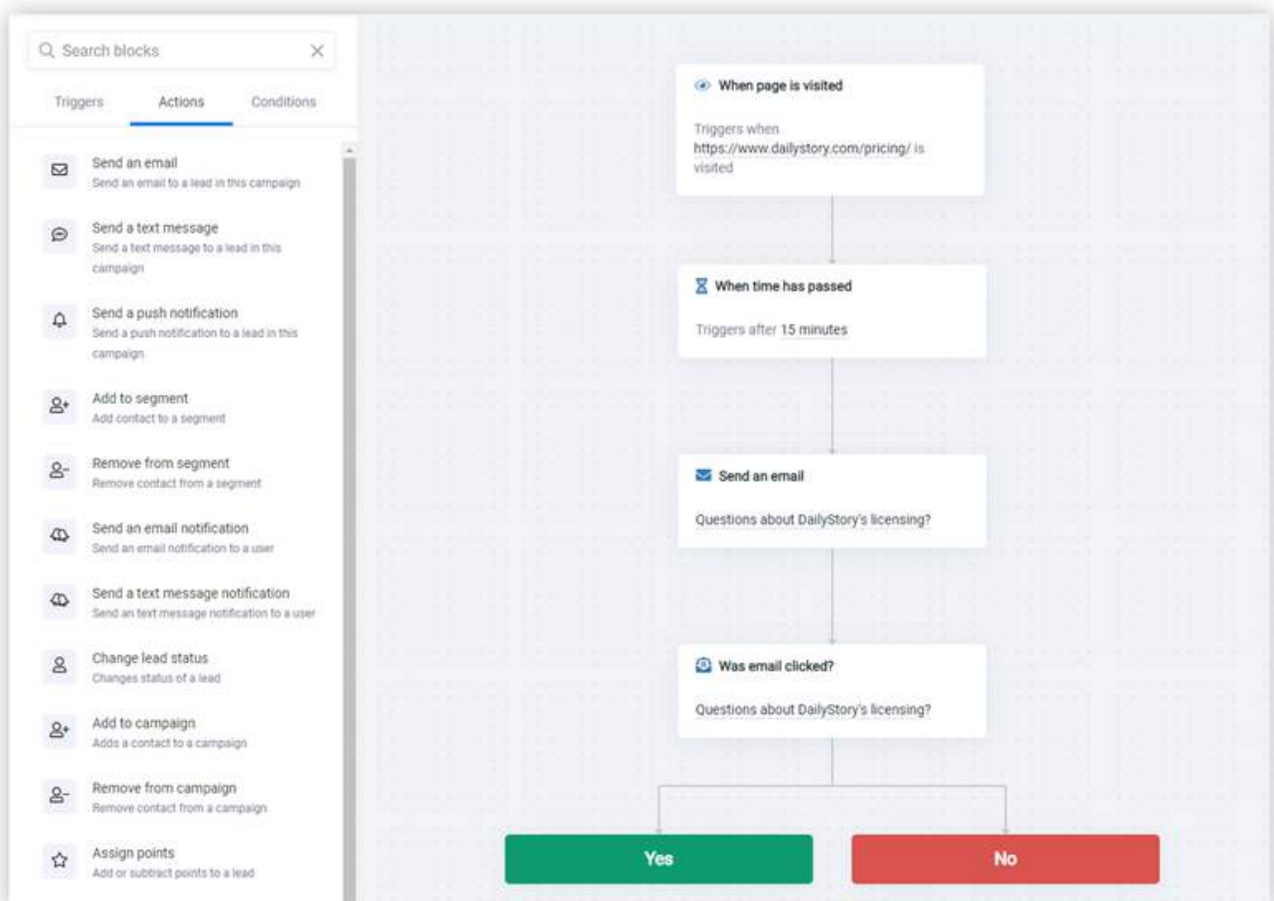 Search blocks
Triggers
Actions
Conditions
Send an email
Send an email to a lead in this campaign
Send a text message
Send a text message to a lead in this
campaign
Send a push notification
Send a push notification to a lead in this
campaign
Add to segment
Add contact to a segment
Remove from segment
Remove contact from a segment
Send an email notification
Send an email notification to a user
Send a text message notification
Send an text message notification to a user
Change lead status
Changes status of a lead
Add to campaign
Adds a contact to a campaign
Remove from campaign
Remove contact from a campaign
Assign points
Add or subtract points to a lead
When page is visited
Triggers when
https://www.dailystory.com/pricing/ is
visited
When time has passed
Triggers after 15 minutes
Send an email
Questions about DailyStory's licensing?
Was email clicked?
Questions about DailyStory's licensing?
Yes
No